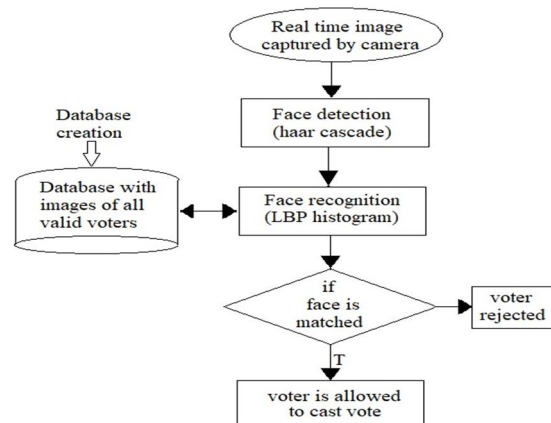 Real time image
captured by camera
Face detection
(haar cascade)
Database
creation
Database with
images of all
valid voters
Face recognition
(LBP histogram)
if
face is
matched
voter
rejected
T
voter is allowed
to cast vote